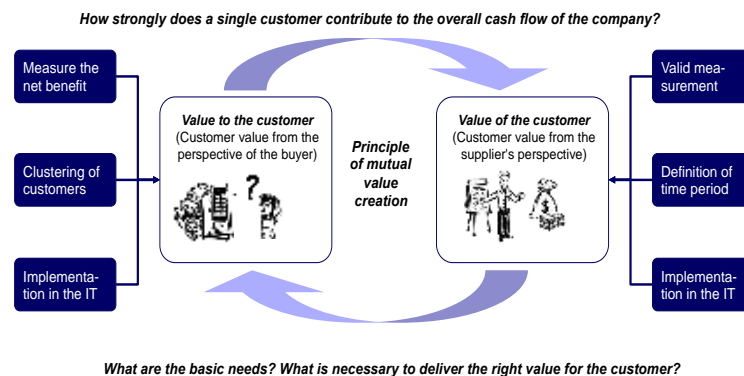 How strongly does a single customer contribute to the overall cash flow of the company?
Measure the
net benefit
Clustering of
customers
Implementa-
tion in the IT
Value to the customer
(Customer value from the
perspective of the buyer)
?
Principle
of mutual
value
creation
Value of the customer
(Customer value from the
supplier's perspective)
$
Valid mea-
surement
Definition of
time period
Implementa-
tion in the IT
What are the basic needs? What is necessary to deliver the right value for the customer?